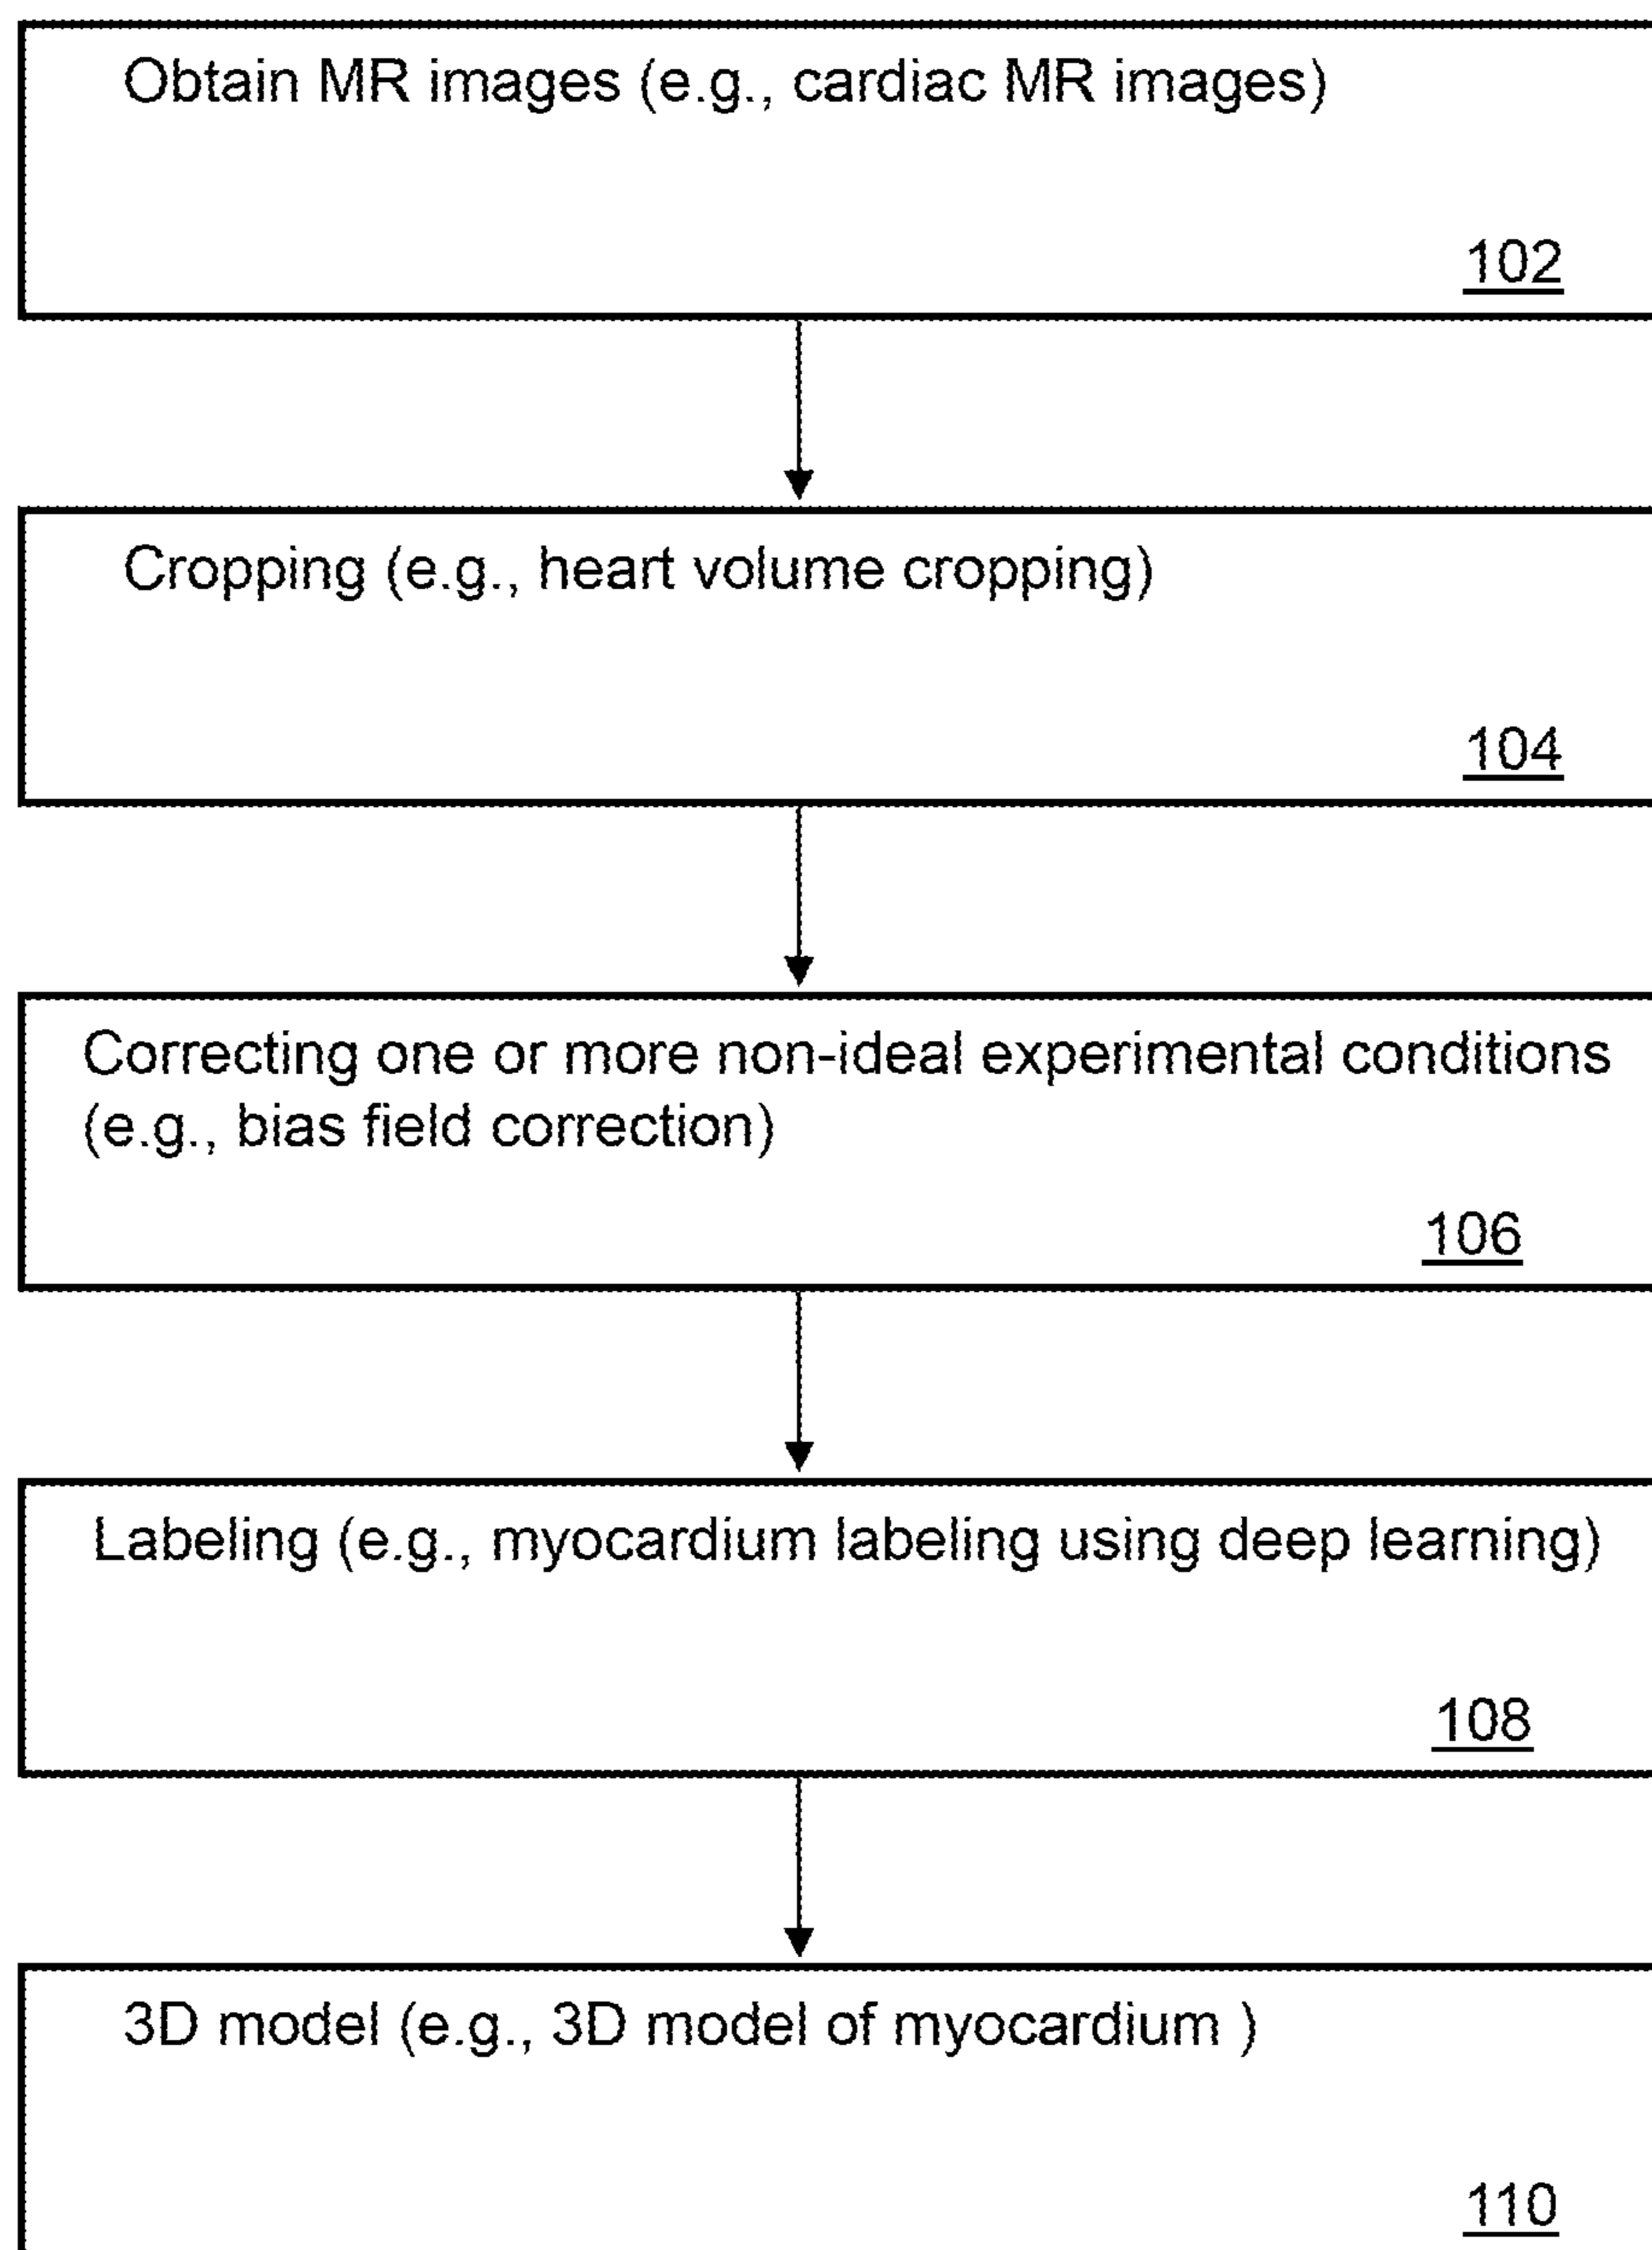 Obtain MR images (e.g., cardiac MR images)
102
Cropping (e.g., heart volume cropping)
104
Correcting one or more non-ideal experimental conditions
(e.g., bias field correction)
106
Labeling (e.g., myocardium labeling using deep learning)
108
3D model (e.g., 3D model of myocardium )
110